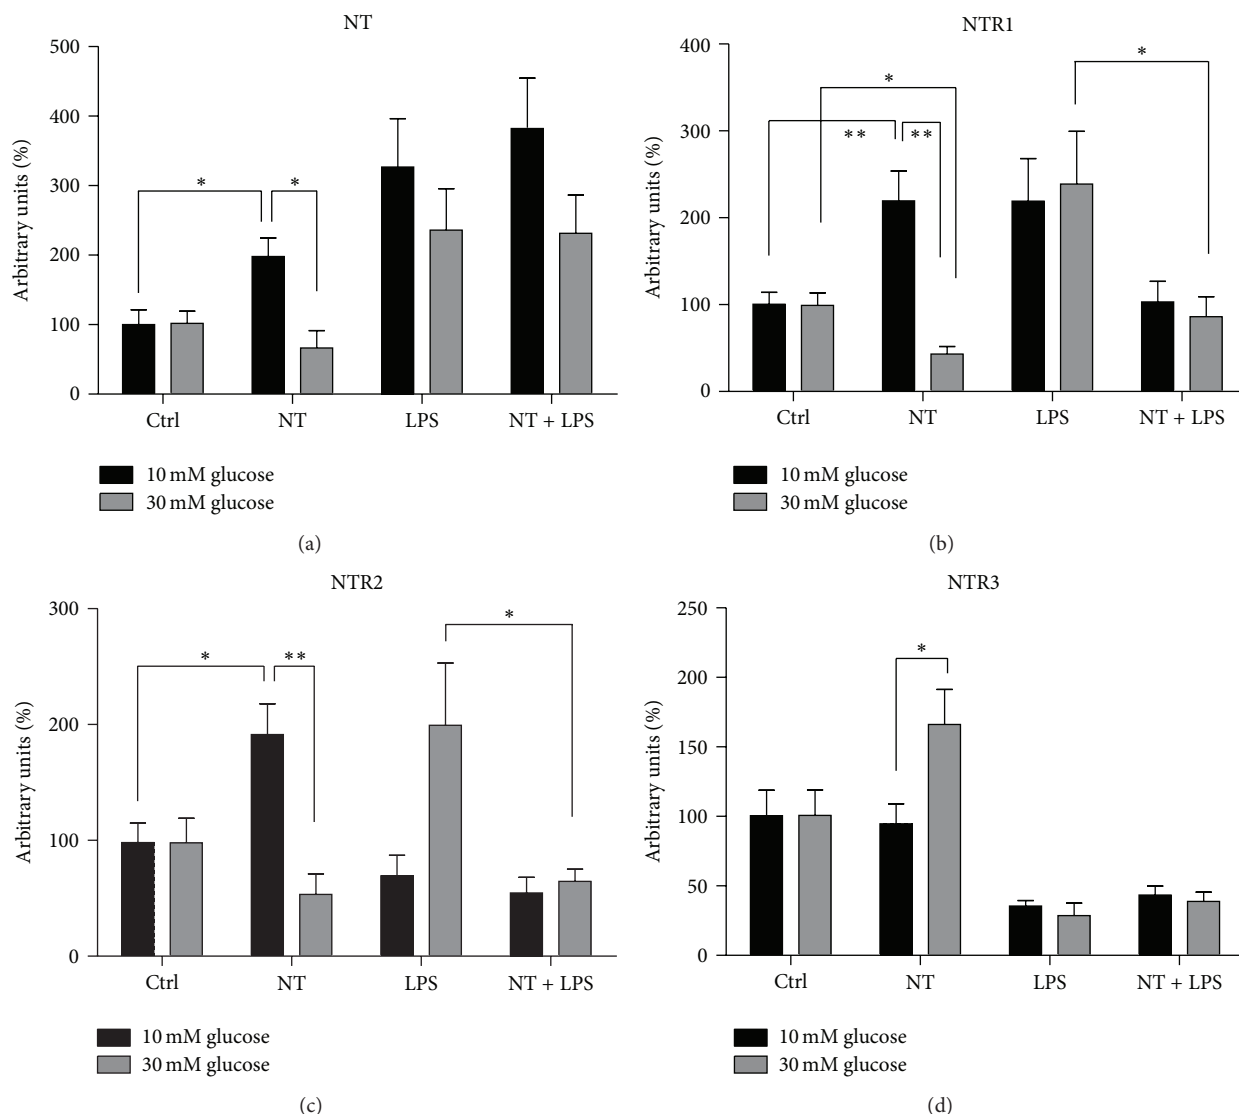 NT
500
400
300
200
100
0
Arbitrary units (%)
*
*
Ctrl
NT
LPS
NT + LPS
10 mM glucose
30 mM glucose
(a)
NTR1
400
300
200
100
0
Arbitrary units (%)
*
*
**
**
Ctrl
NT
LPS
NT + LPS
10 mM glucose
30 mM glucose
(b)
NTR2
300
200
100
0
Arbitrary units (%)
*
*
**
Ctrl
NT
LPS
NT + LPS
10 mM glucose
30 mM glucose
(c)
NTR3
250
200
150
100
50
0
Arbitrary units (%)
*
Ctrl
NT
LPS
NT + LPS
10 mM glucose
30 mM glucose
(d)